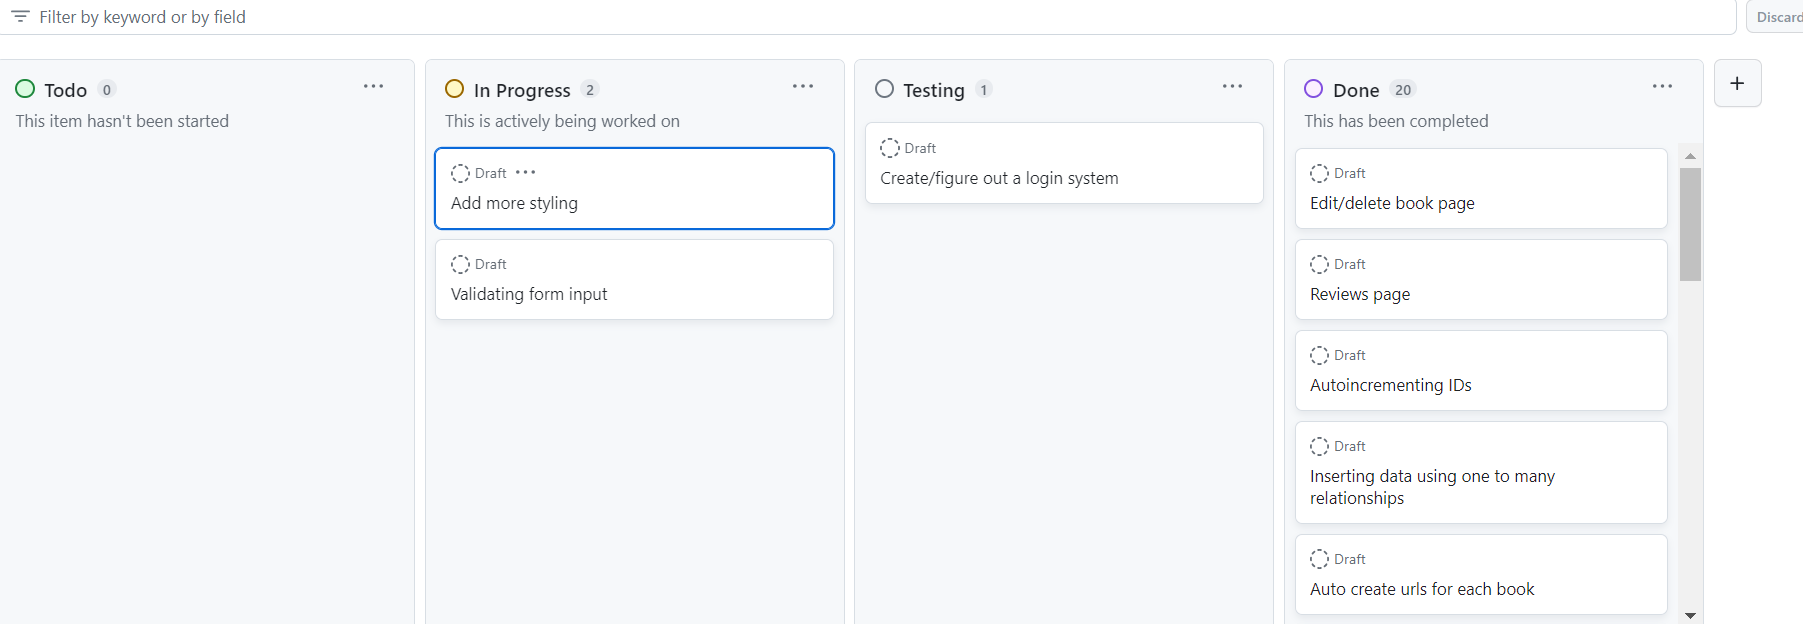 Filter by keyword or by field
Discard
Todo 0
This item hasn't been started
In Progress 2
This is actively being worked on
Draft
Add more styling
Draft
Validating form input
Testing 1
Draft
Create/figure out a login system
Done 20
This has been completed
Draft
Edit/delete book page
Draft
Reviews page
Draft
Autoincrementing IDs
Draft
Inserting data using one to many
relationships
Draft
Auto create urls for each book